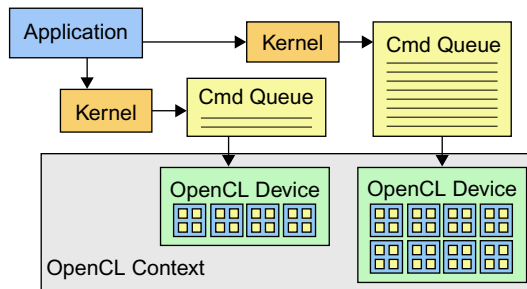 Application
Kernel
Cmd Queue
Kernel
Cmd Queue
OpenCL Device
OpenCL Device
OpenCL Context